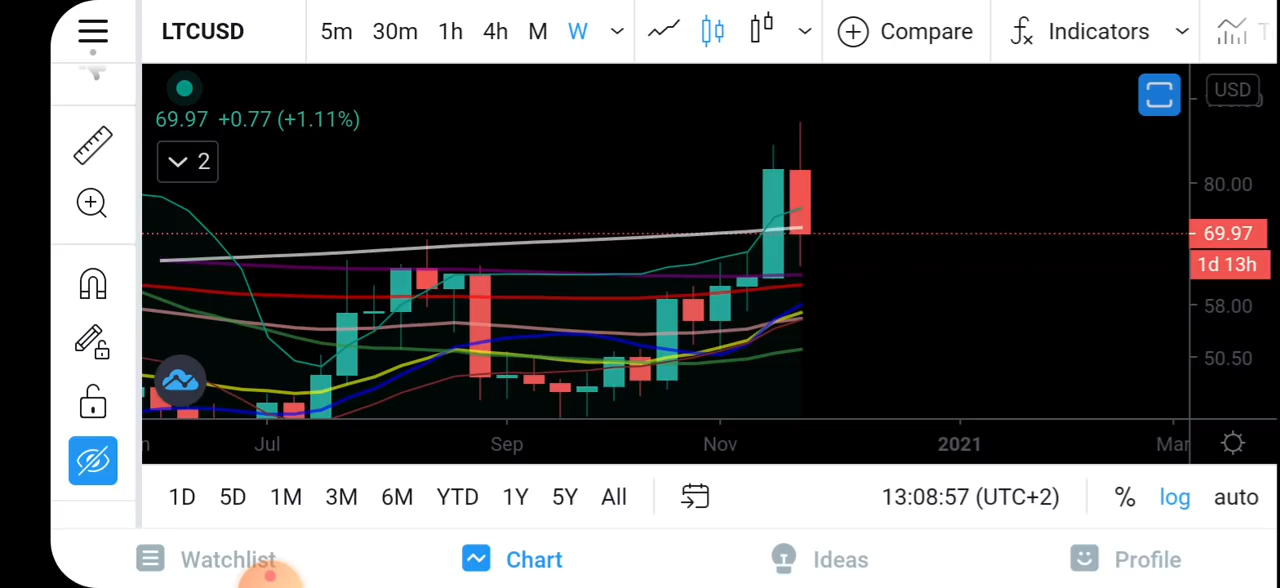 LTCUSD 5m 30m 1h 4h M W Compare Indicators
69.97 +0.77 (+1.11%)
2
USD
80.00
69.97
1d 13h
58.00
50.50
Jul Sep Nov 2021 Mar
1D 5D 1M 3M 6M YTD 1Y 5Y All 13:08:57 (UTC+2) % log auto
Watchlist Chart Ideas Profile